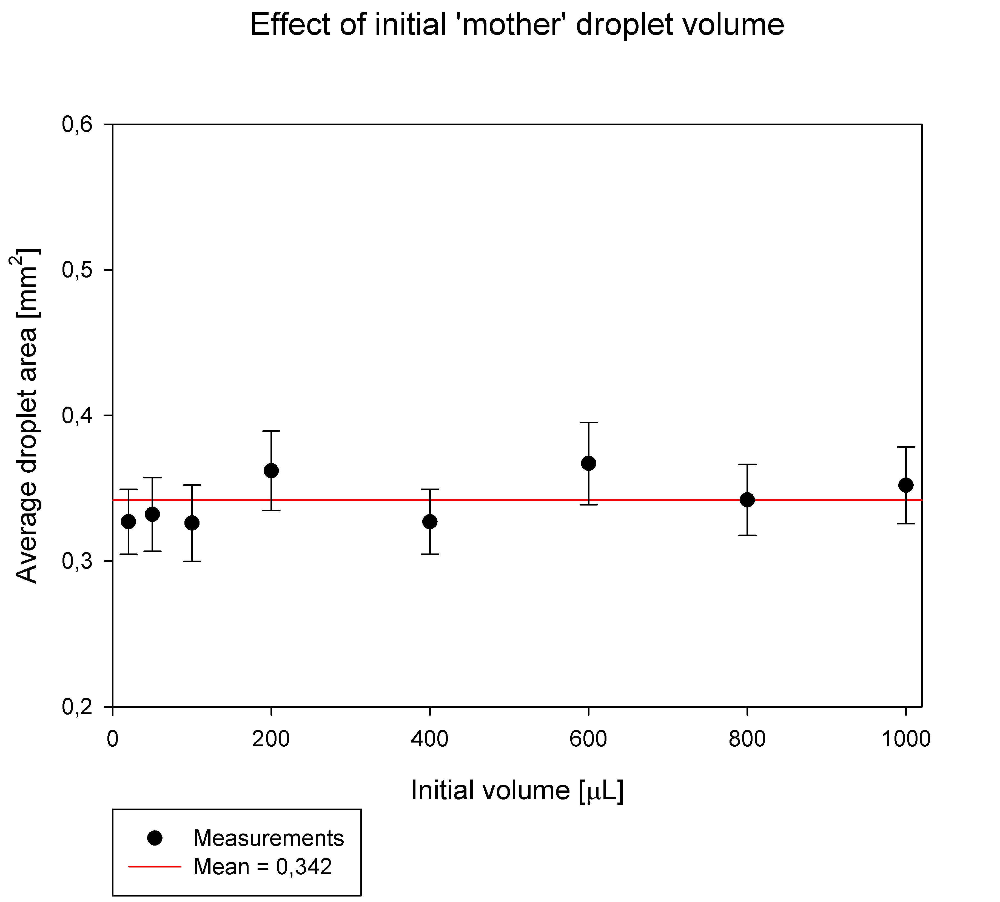 Effect of initial 'mother' droplet volume
Average droplet area [mm²]
0,6
0,5
0,4
0,3
0,2
0 200 400 600 800 1000
Initial volume [μL]
Measurements
Mean = 0,342